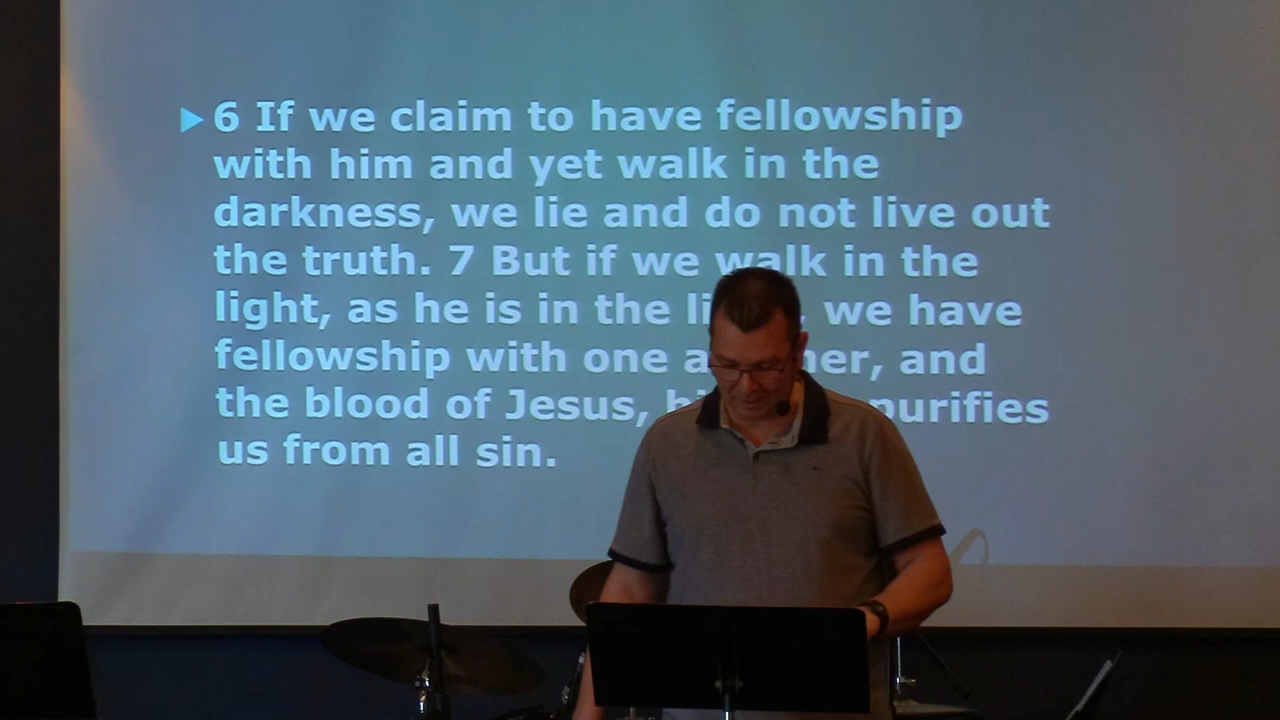 6 If we claim to have fellowship
with him and yet walk in the
darkness, we lie and do not live out
the truth. 7 But if we walk in the
light, as he is in the we have
fellowship with one and
the blood of Jesus, purifies
us from all sin.